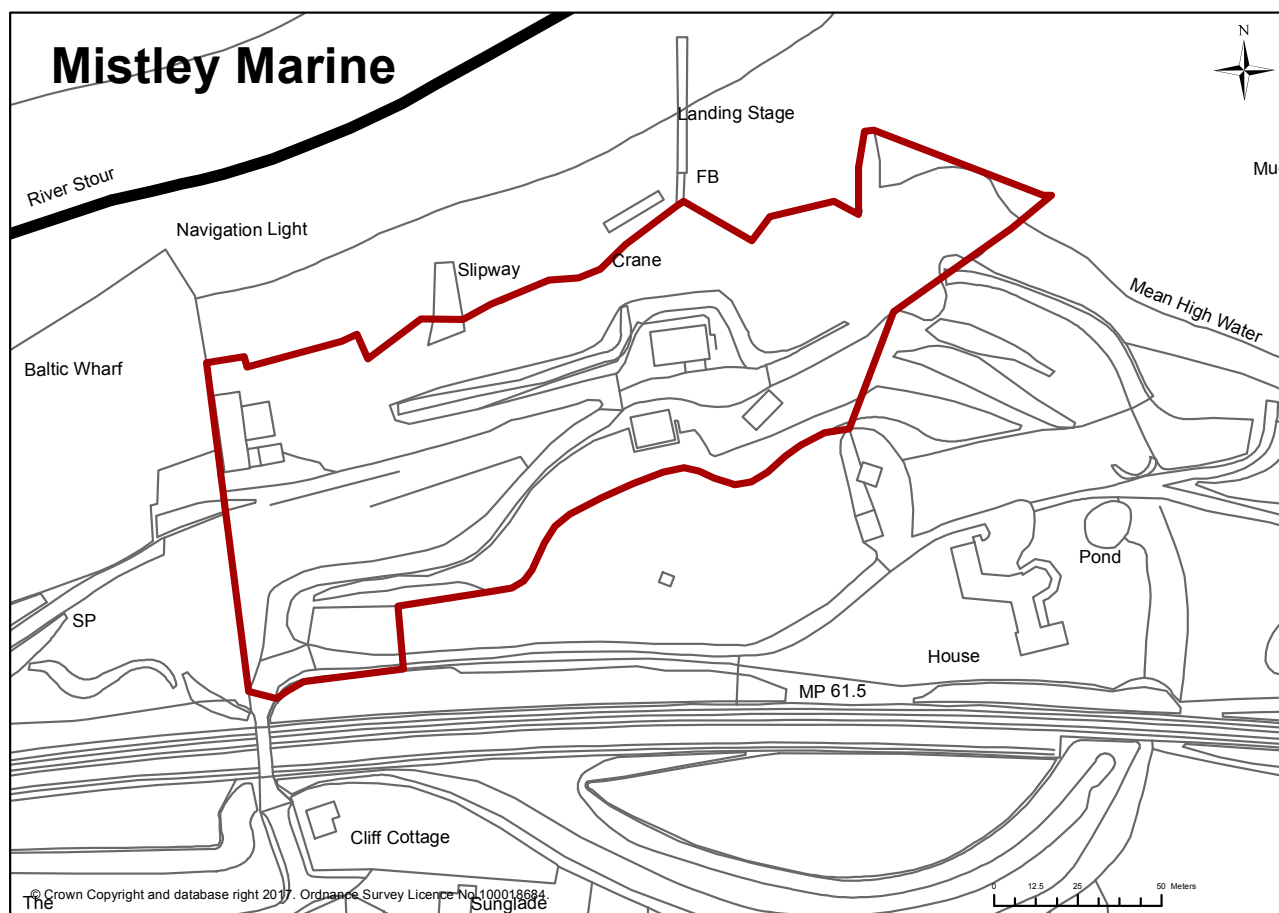 Mistley Marine
N
Landing Stage
River Stour
FB
Navigation Light
Slipway
Crane
Mean High Water
Baltic Wharf
SP
Pond
House
MP 61.5
Cliff Cottage
© Crown Copyright and database right 2017. Ordnance Survey Licence No.100018684.
The
Sunglade
0 12.5 25 50 Meters